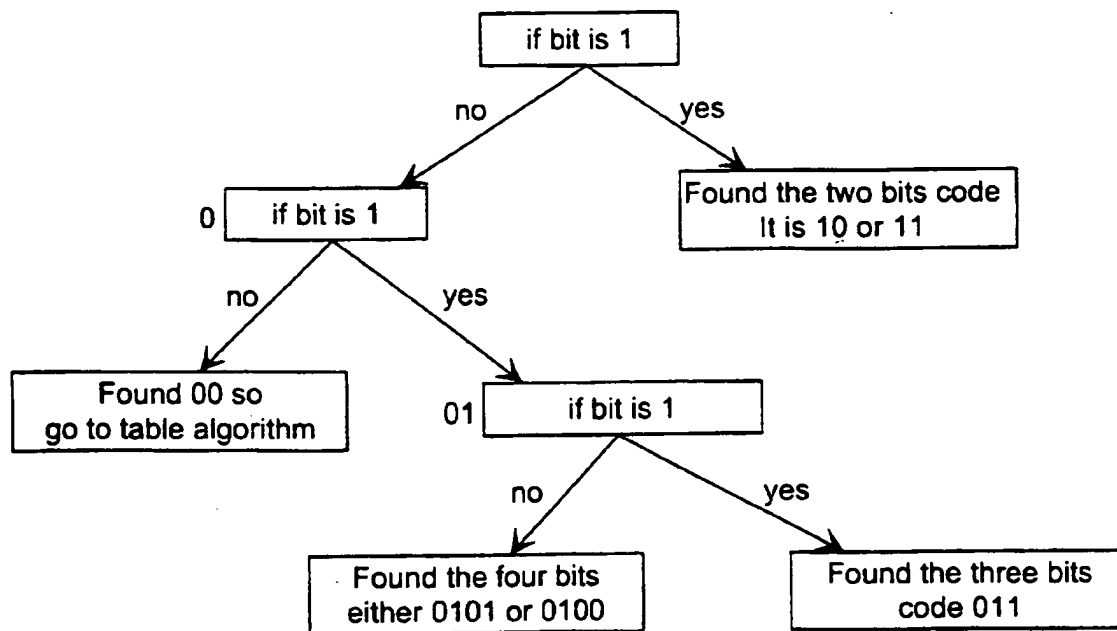 if bit is 1
no
yes
0
if bit is 1
Found the two bits code
It is 10 or 11
no
yes
Found 00 so
go to table algorithm
01
if bit is 1
no
yes
Found the four bits
either 0101 or 0100
Found the three bits
code 011